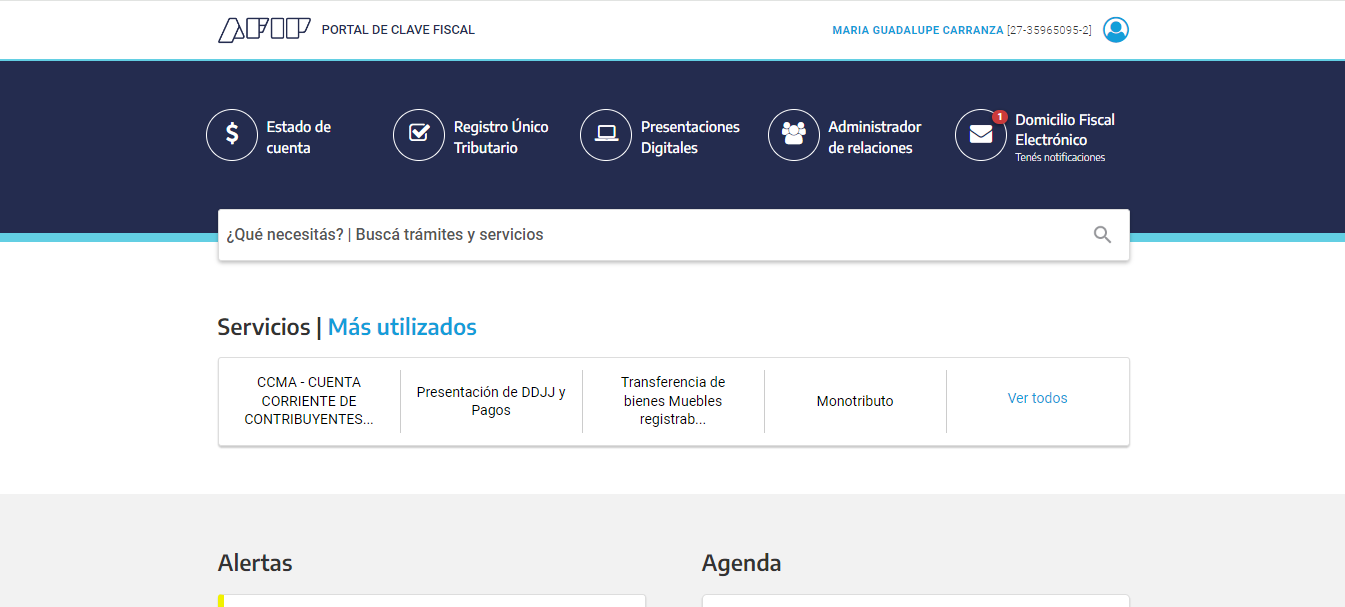 AFIP PORTAL DE CLAVE FISCAL
MARIA GUADALUPE CARRANZA [27-35965095-2]
Estado de
cuenta
Registro Único
Tributario
Presentaciones
Digitales
Administrador
de relaciones
1
Domicilio Fiscal
Electrónico
Tenés notificaciones
¿Qué necesitás? | Buscá trámites y servicios
Servicios | Más utilizados
CCMA - CUENTA
CORRIENTE DE
CONTRIBUYENTES...
Presentación de DDJJ y
Pagos
Transferencia de
bienes Muebles
registrab...
Monotributo
Ver todos
Alertas
Agenda